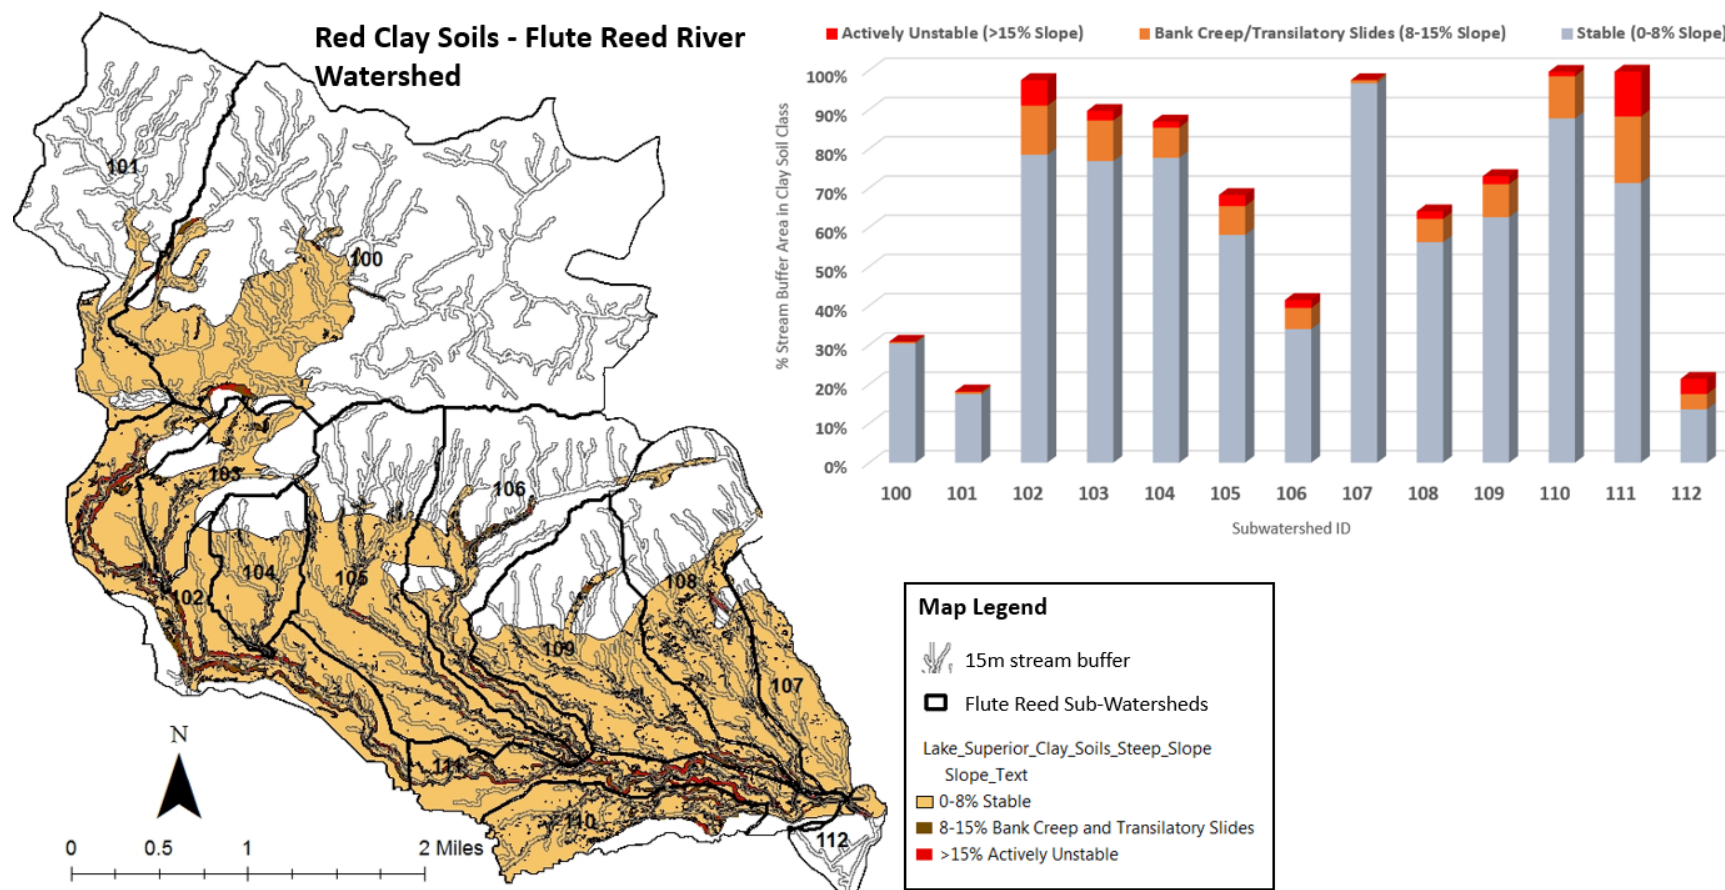 Red Clay Soils - Flute Reed River
Watershed
101
100
103
106
104
105
102
108
109
107
111
110
112
N
0 0.5 1 2 Miles
Actively Unstable (>15% Slope) Bank Creep/Transilatory Slides (8-15% Slope) Stable (0-8% Slope)
% Stream Buffer Area in Clay Soil Class
100%
90%
80%
70%
60%
50%
40%
30%
20%
10%
0%
100 101 102 103 104 105 106 107 108 109 110 111 112
Subwatershed ID
Map Legend
15m stream buffer
Flute Reed Sub-Watersheds
Lake_Superior_Clay_Soils_Steep_Slope
Slope_Text
0-8% Stable
8-15% Bank Creep and Transilatory Slides
>15% Actively Unstable